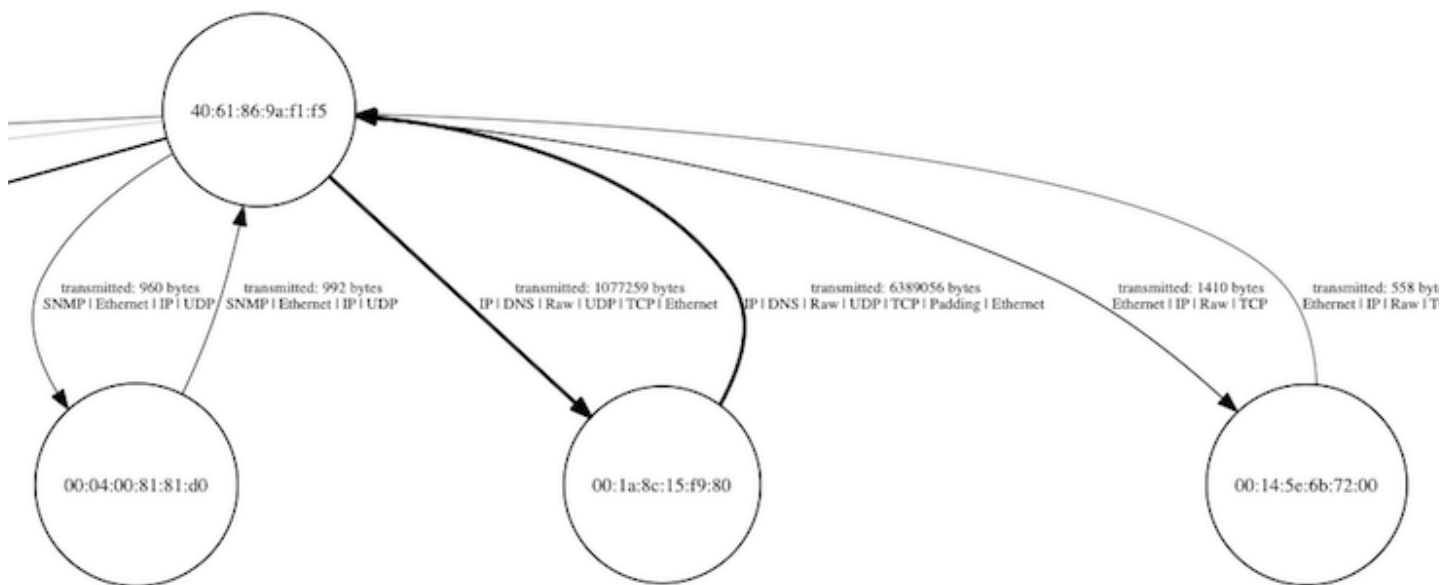 40:61:86:9a:f1:f5
transmitted: 960 bytes
SNMP | Ethernet | IP | UDP
transmitted: 992 bytes
SNMP | Ethernet | IP | UDP
transmitted: 1077259 bytes
IP | DNS | Raw | UDP | TCP | Ethernet
transmitted: 6389056 bytes
IP | DNS | Raw | UDP | TCP | Padding | Ethernet
transmitted: 1410 bytes
Ethernet | IP | Raw | TCP
transmitted: 558
Ethernet | IP | Raw |
00:04:00:81:81:d0
00:1a:8c:15:f9:80
00:14:5e:6b:72:00